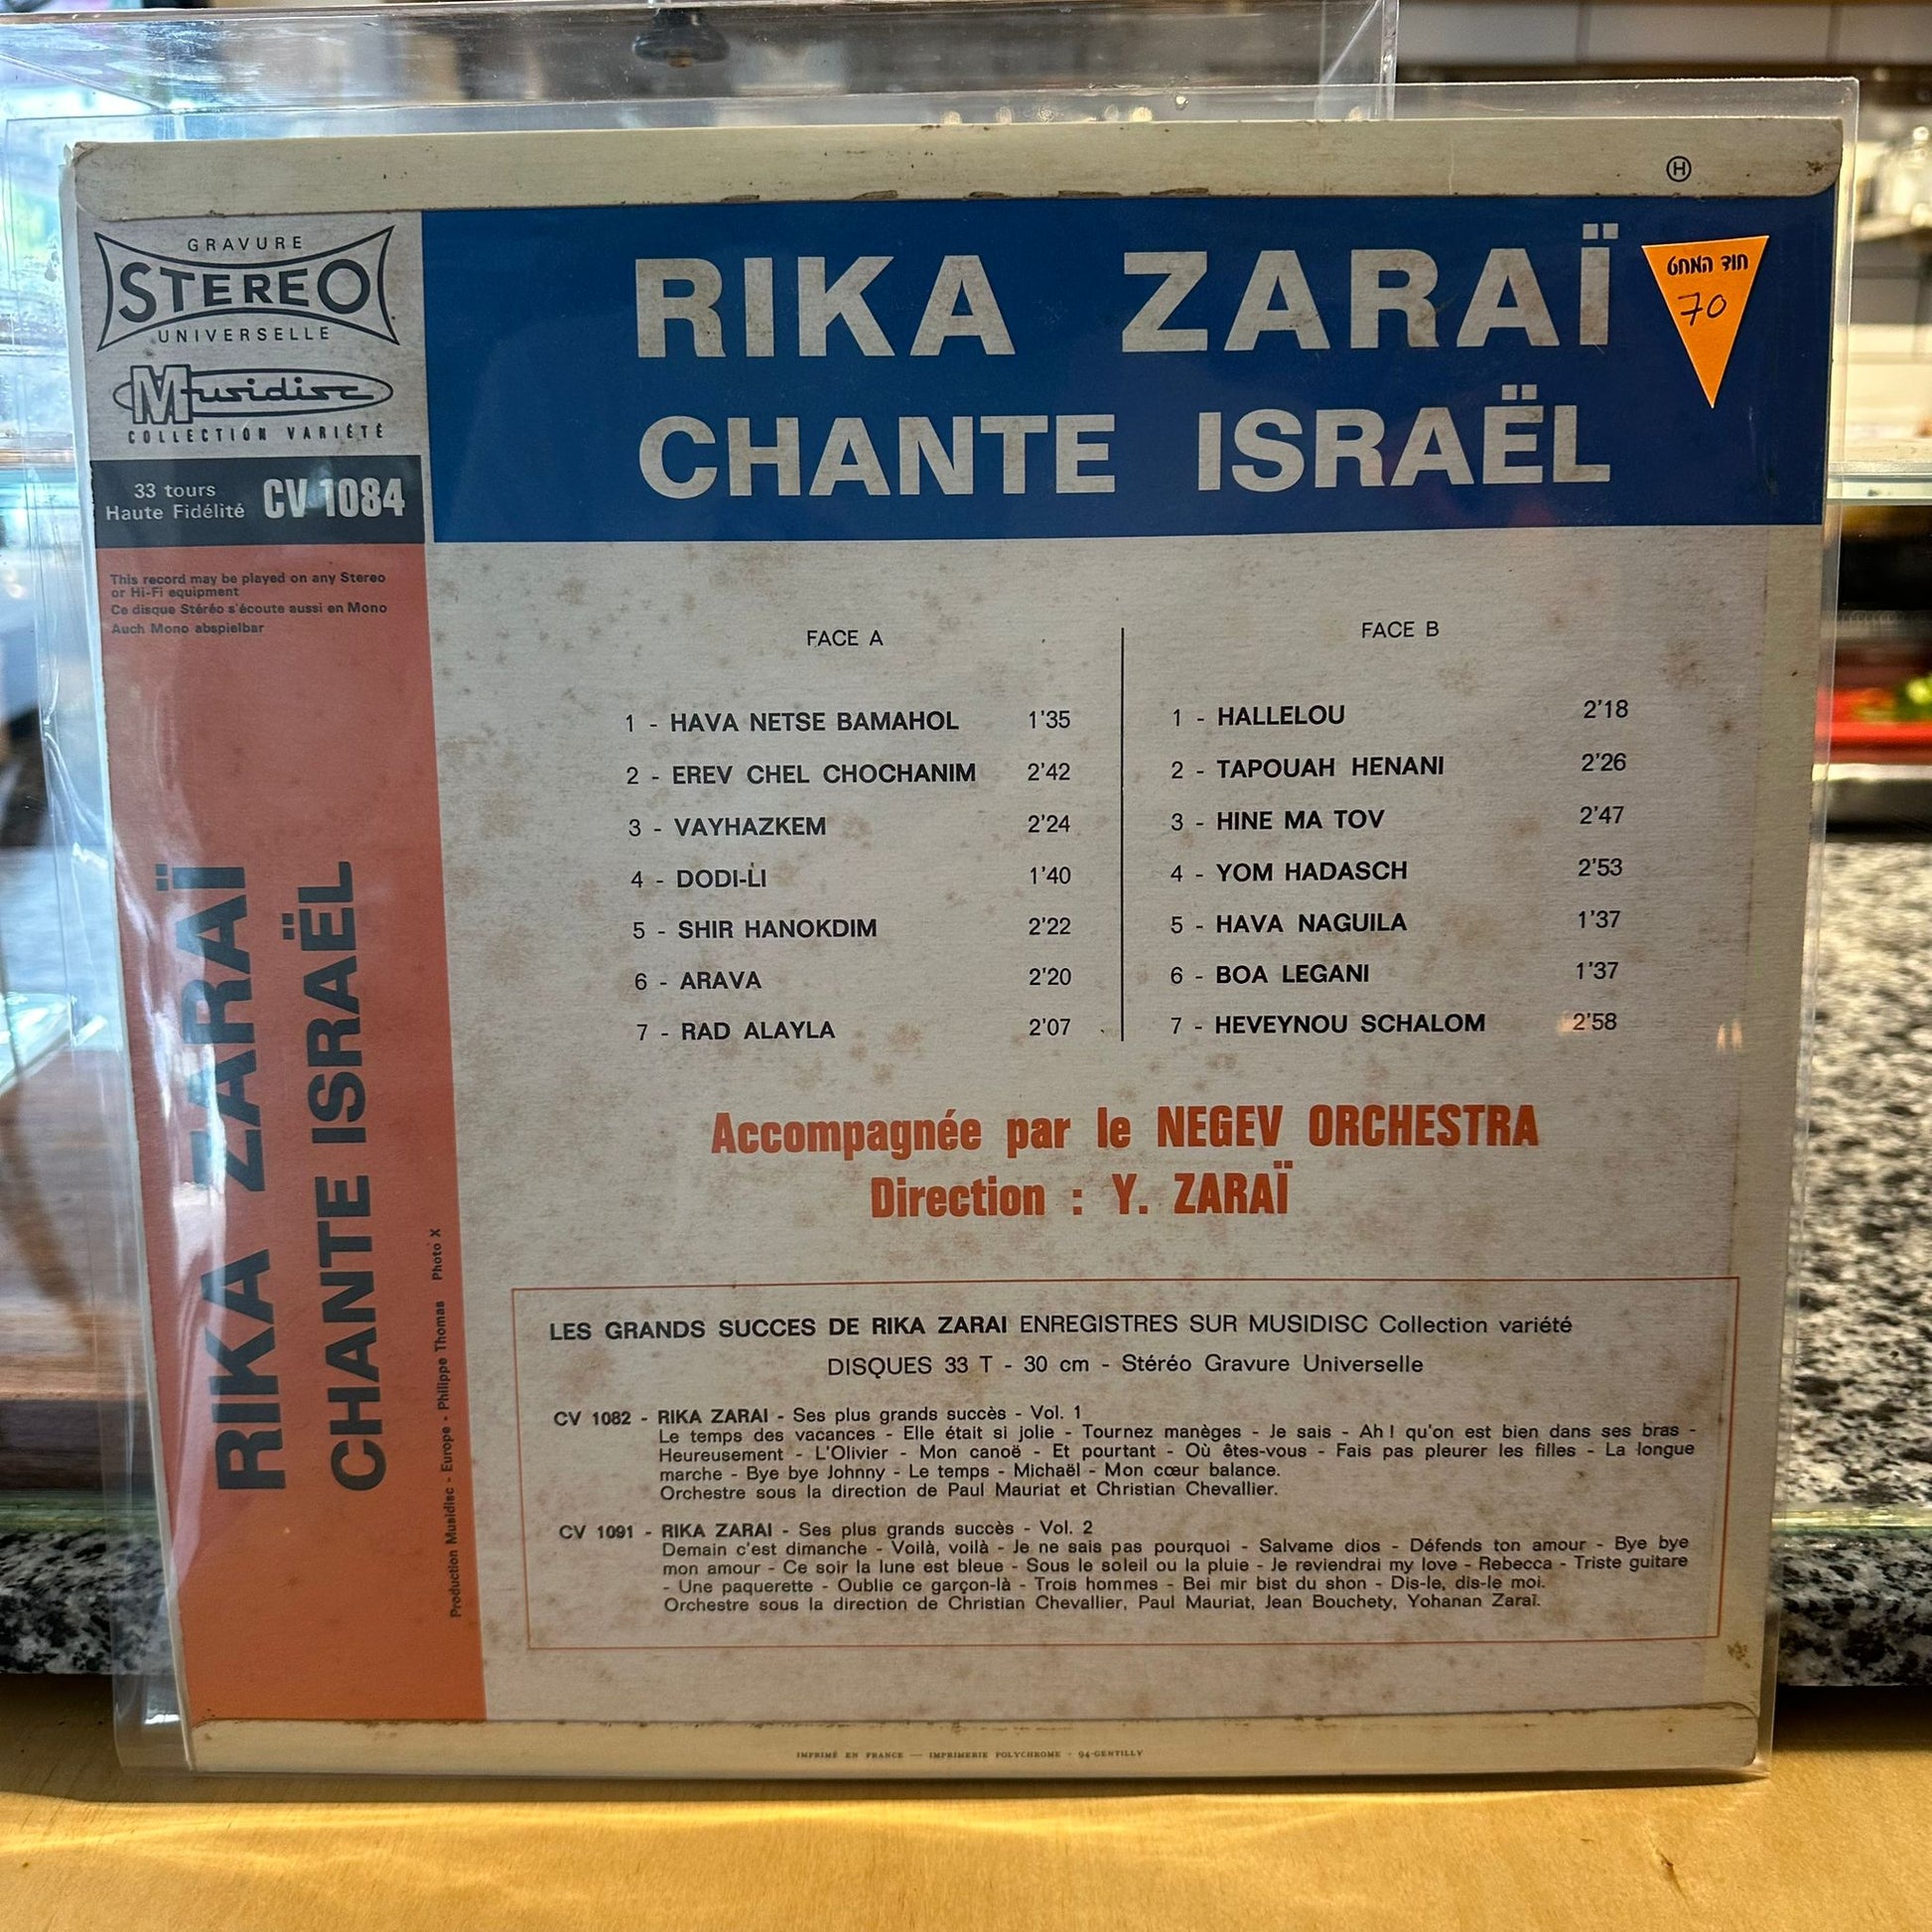 Ⓗ
GRAVURE
STEREO
UNIVERSELLE
Musidisc
COLLECTION VARIÉTÉ
33 tours
Haute Fidélité
CV 1084
This record may be played on any Stereo
or Hi-Fi equipment
Ce disque Stéréo s'écoute aussi en Mono
Auch Mono abspielbar
RIKA ZARAÏ
CHANTE ISRAËL
Production Musidisc - Europe - Philippe Thomas Photo X
RIKA ZARAÏ
CHANTE ISRAËL
חוד המחט
70
FACE A
1 - HAVA NETSE BAMAHOL 1'35
2 - EREV CHEL CHOCHANIM 2'42
3 - VAYHAZKEM 2'24
4 - DODI-LI 1'40
5 - SHIR HANOKDIM 2'22
6 - ARAVA 2'20
7 - RAD ALAYLA 2'07
FACE B
1 - HALLELOU 2'18
2 - TAPOUAH HENANI 2'26
3 - HINE MA TOV 2'47
4 - YOM HADASCH 2'53
5 - HAVA NAGUILA 1'37
6 - BOA LEGANI 1'37
7 - HEVEYNOU SCHALOM 2'58
Accompagnée par le NEGEV ORCHESTRA
Direction : Y. ZARAÏ
LES GRANDS SUCCES DE RIKA ZARAI ENREGISTRES SUR MUSIDISC Collection variété
DISQUES 33 T - 30 cm - Stéréo Gravure Universelle
CV 1082 - RIKA ZARAI - Ses plus grands succès - Vol. 1
Le temps des vacances - Elle était si jolie - Tournez manèges - Je sais - Ah ! qu'on est bien dans ses bras -
Heureusement - L'Olivier - Mon canoë - Et pourtant - Où êtes-vous - Fais pas pleurer les filles - La longue
marche - Bye bye Johnny - Le temps - Michaël - Mon cœur balance.
Orchestre sous la direction de Paul Mauriat et Christian Chevallier.
CV 1091 - RIKA ZARAI - Ses plus grands succès - Vol. 2
Demain c'est dimanche - Voilà, voilà - Je ne sais pas pourquoi - Salvame dios - Défends ton amour - Bye bye
mon amour - Ce soir la lune est bleue - Sous le soleil ou la pluie - Je reviendrai my love - Rebecca - Triste guitare
- Une paquerette - Oublie ce garçon-là - Trois hommes - Bei mir bist du shon - Dis-le, dis-le moi.
Orchestre sous la direction de Christian Chevallier, Paul Mauriat, Jean Bouchety, Yohanan Zaraï.
IMPRIMÉ EN FRANCE — IMPRIMERIE POLYCHROME - 94-GENTILLY